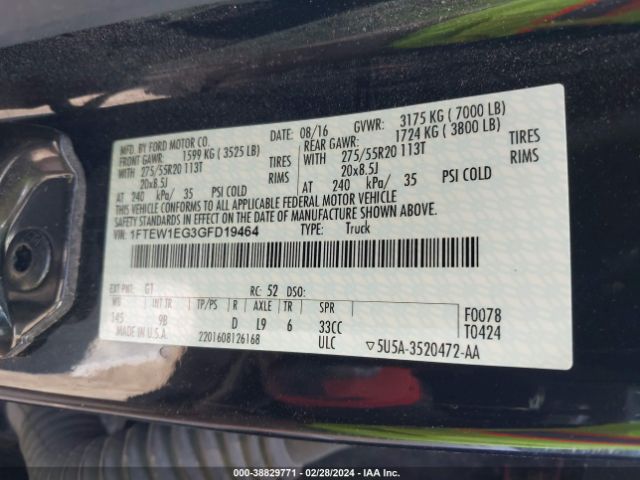 MFD. BY FORD MOTOR CO.
DATE: 08/16 GVWR: 3175 KG ( 7000 LB)
FRONT GAWR: 1599 KG ( 3525 LB) REAR GAWR: 1724 KG ( 3800 LB)
WITH 275/55R20 113T TIRES WITH 275/55R20 113T TIRES
20x8.5J RIMS 20x8.5J RIMS
AT 240 kPa/ 35 PSI COLD AT 240 kPa/ 35 PSI COLD
THIS VEHICLE CONFORMS TO ALL APPLICABLE FEDERAL MOTOR VEHICLE
SAFETY STANDARDS IN EFFECT ON THE DATE OF MANUFACTURE SHOWN ABOVE.
VIN: 1FTEW1EG3GFD19464 TYPE: Truck
EXT PNT: G1 RC: 52 DSO:
WB INT TR TP/PS R AXLE TR SPR F0078
145 9B D L9 6 33CC T0424
MADE IN U.S.A. 2201608126168 ULC ▽5U5A-3520472-AA
000-38829771 - 02/28/2024 - IAA Inc.